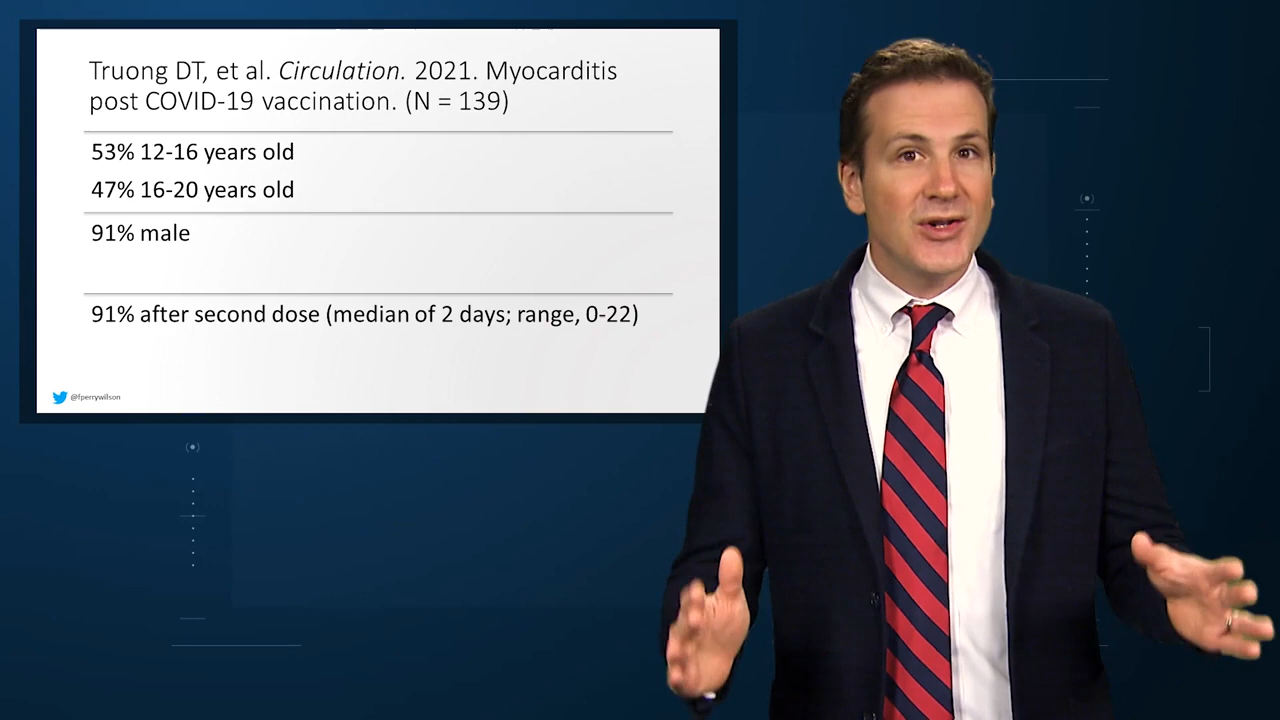 Truong DT, et al. Circulation. 2021. Myocarditis
post COVID-19 vaccination. (N = 139)
53% 12-16 years old
47% 16-20 years old
91% male
91% after second dose (median of 2 days; range, 0-22)
@fperrywilson